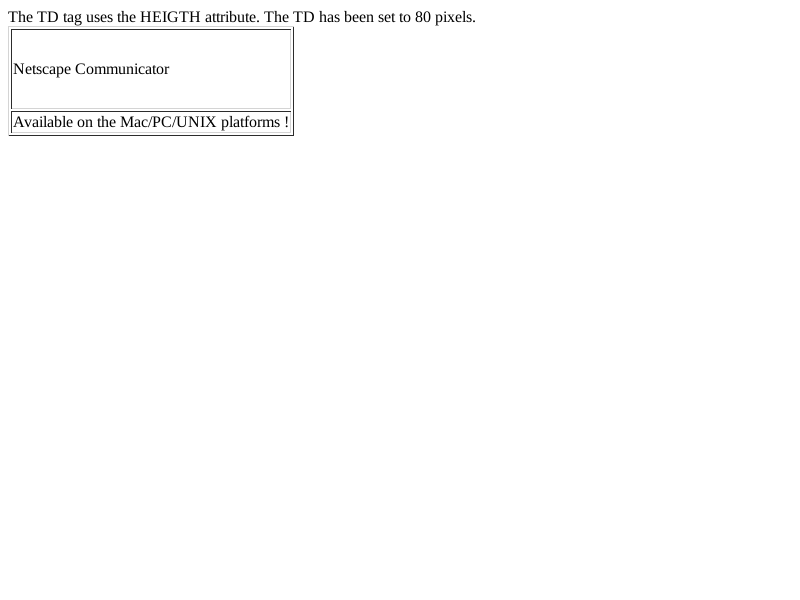 The TD tag uses the HEIGTH attribute. The TD has been set to 80 pixels.
Netscape Communicator
Available on the Mac/PC/UNIX platforms !